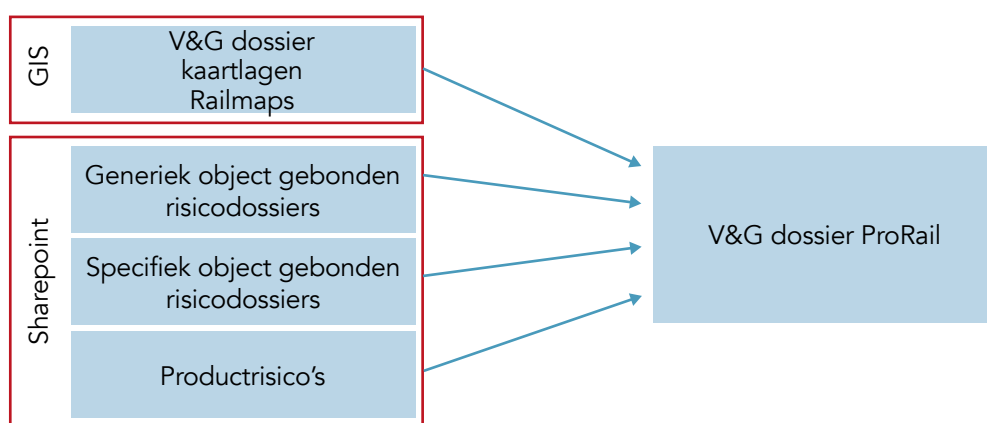 GIS
V&G dossier
kaartlagen
Railmaps
Sharepoint
Generiek object gebonden
risicodossiers
Specifiek object gebonden
risicodossiers
Productrisico’s
V&G dossier ProRail